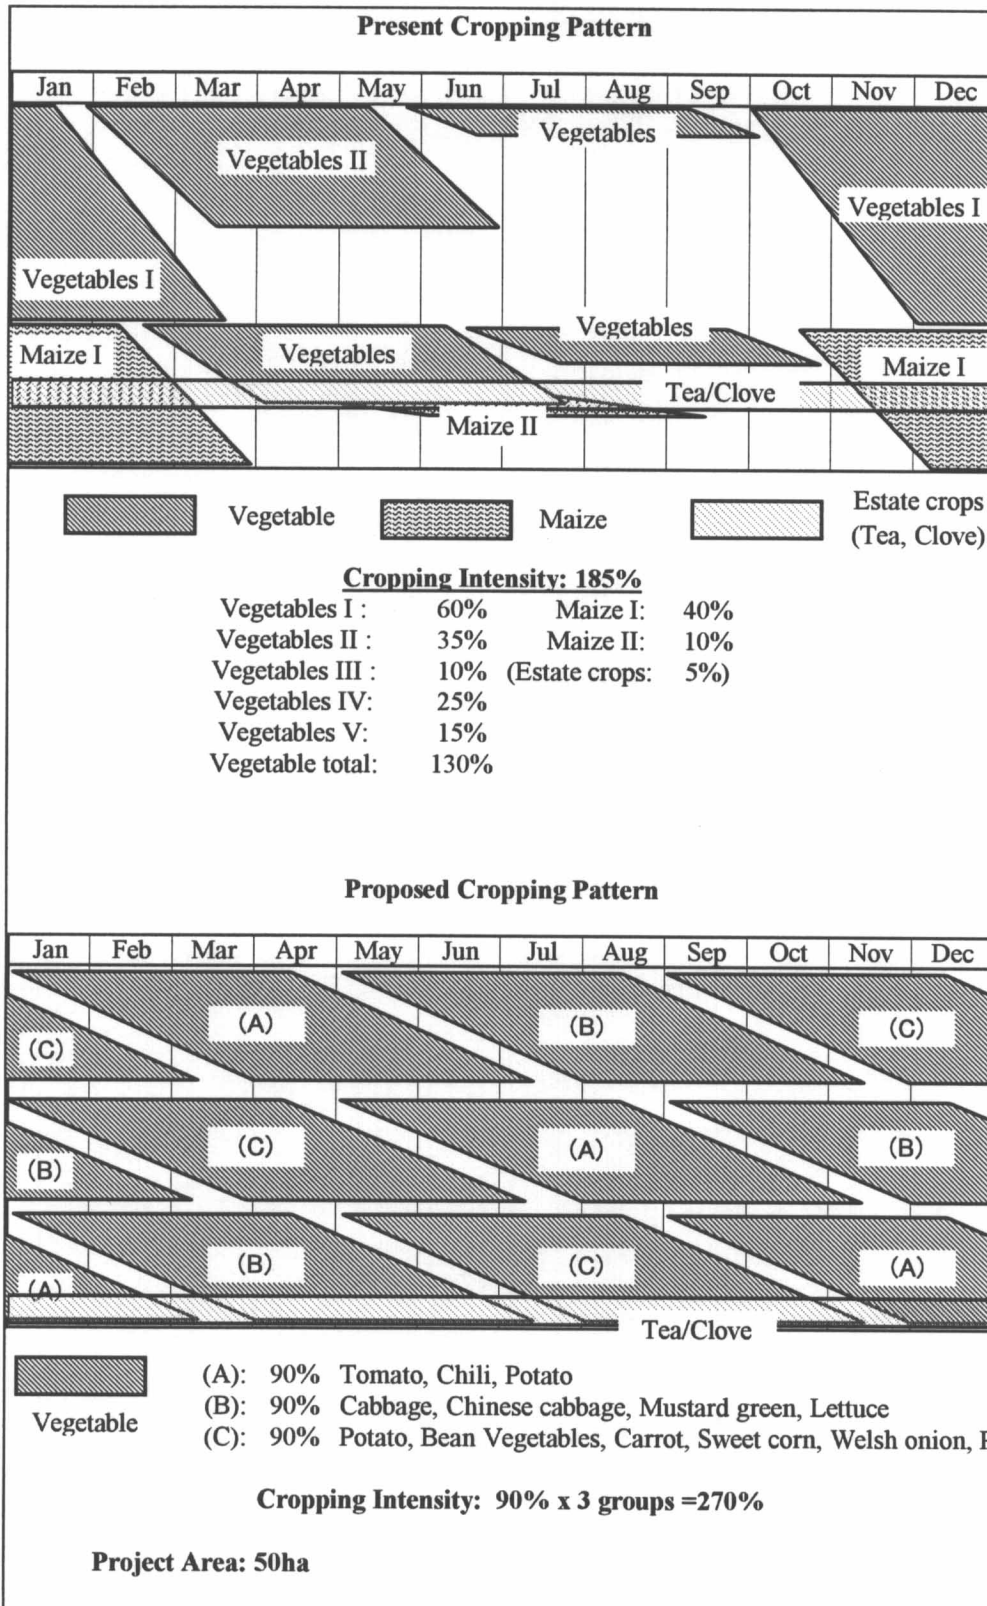 Present Cropping Pattern
Jan Feb Mar Apr May Jun Jul Aug Sep Oct Nov Dec
Vegetables
Vegetables II
Vegetables I
Vegetables I
Vegetables
Maize I
Vegetables
Maize I
Tea/Clove
Maize II
Vegetable
Maize
Estate crops
(Tea, Clove)
Cropping Intensity: 185%
Vegetables I : 60% Maize I: 40%
Vegetables II : 35% Maize II: 10%
Vegetables III : 10% (Estate crops: 5%)
Vegetables IV: 25%
Vegetables V: 15%
Vegetable total: 130%
Proposed Cropping Pattern
Jan Feb Mar Apr May Jun Jul Aug Sep Oct Nov Dec
(A) (B) (C)
(C)
(C) (A) (B)
(B)
(B) (C) (A)
(A)
Tea/Clove
Vegetable
(A): 90% Tomato, Chili, Potato
(B): 90% Cabbage, Chinese cabbage, Mustard green, Lettuce
(C): 90% Potato, Bean Vegetables, Carrot, Sweet corn, Welsh onion,
Cropping Intensity: 90% x 3 groups =270%
Project Area: 50ha